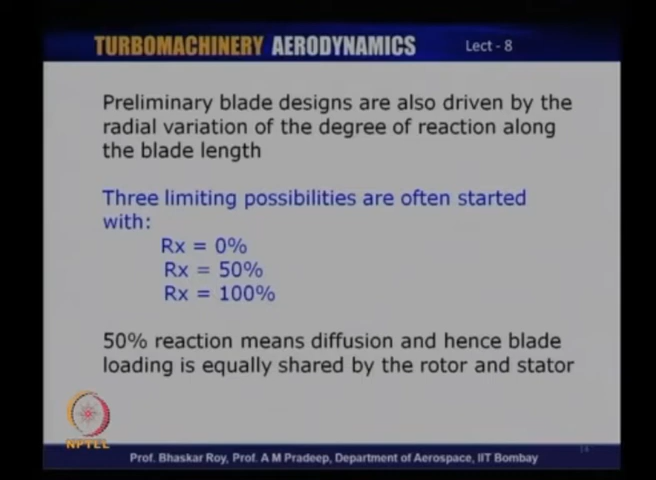 TURBOMACHINERY AERODYNAMICS Lect - 8
Preliminary blade designs are also driven by the
radial variation of the degree of reaction along
the blade length
Three limiting possibilities are often started
with:
Rx = 0%
Rx = 50%
Rx = 100%
50% reaction means diffusion and hence blade
loading is equally shared by the rotor and stator
NPTEL
Prof. Bhaskar Roy, Prof. A M Pradeep, Department of Aerospace, IIT Bombay
14